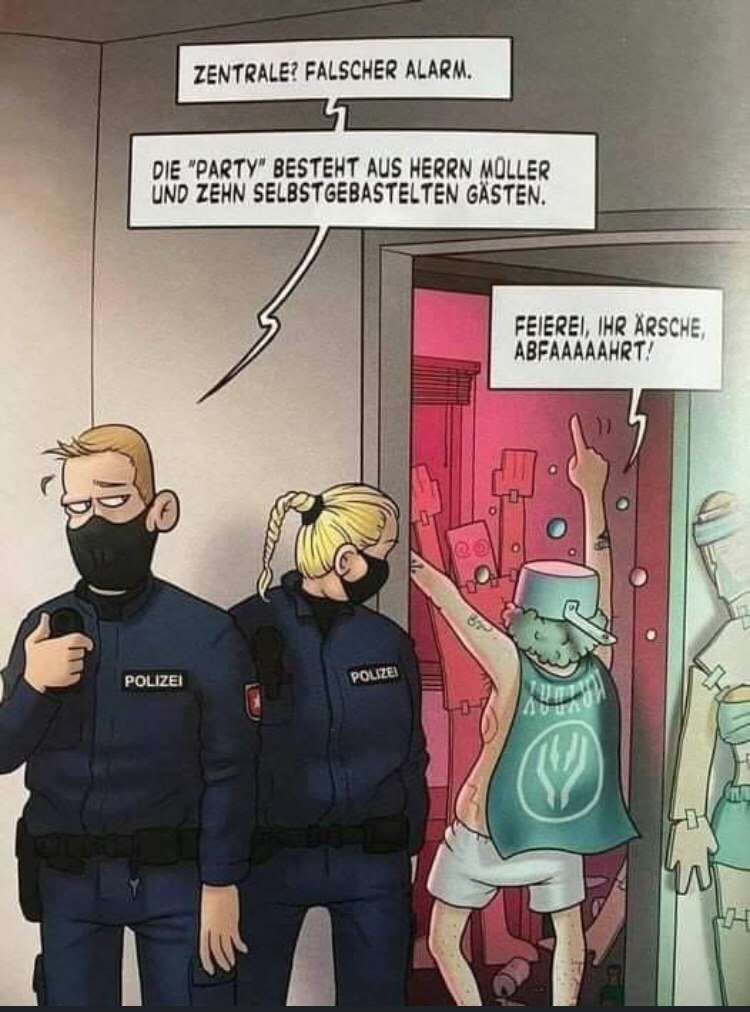 ZENTRALE? FALSCHER ALARM.
DIE "PARTY" BESTEHT AUS HERRN MÜLLER
UND ZEHN SELBSTGEBASTELTEN GÄSTEN.
FEIEREI, IHR ÄRSCHE,
ABFAAAAAHRT!
POLIZEI
POLIZEI